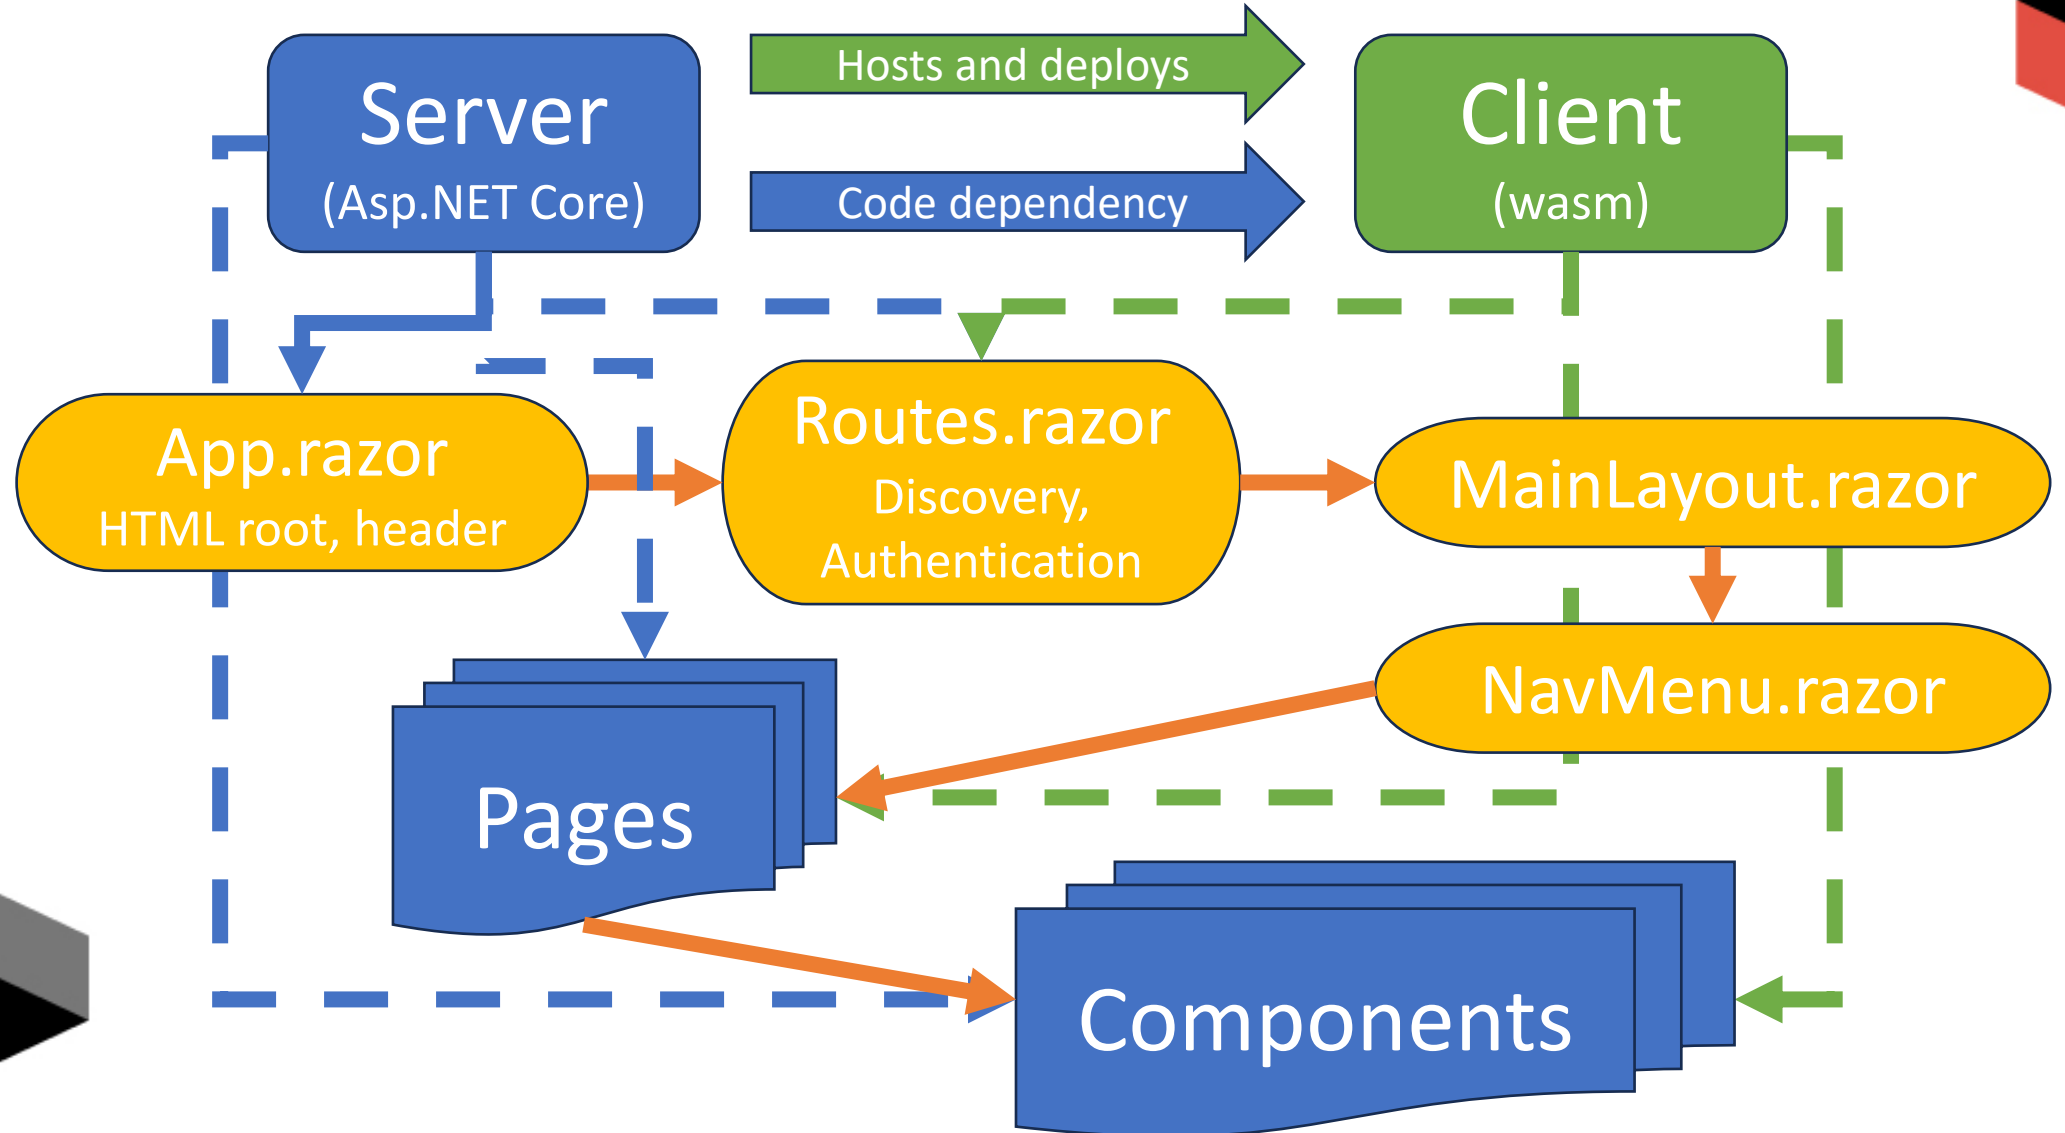 Server
(Asp.NET Core)
Hosts and deploys
Code dependency
Client
(wasm)
App.razor
HTML root, header
Routes.razor
Discovery,
Authentication
MainLayout.razor
NavMenu.razor
Pages
Components